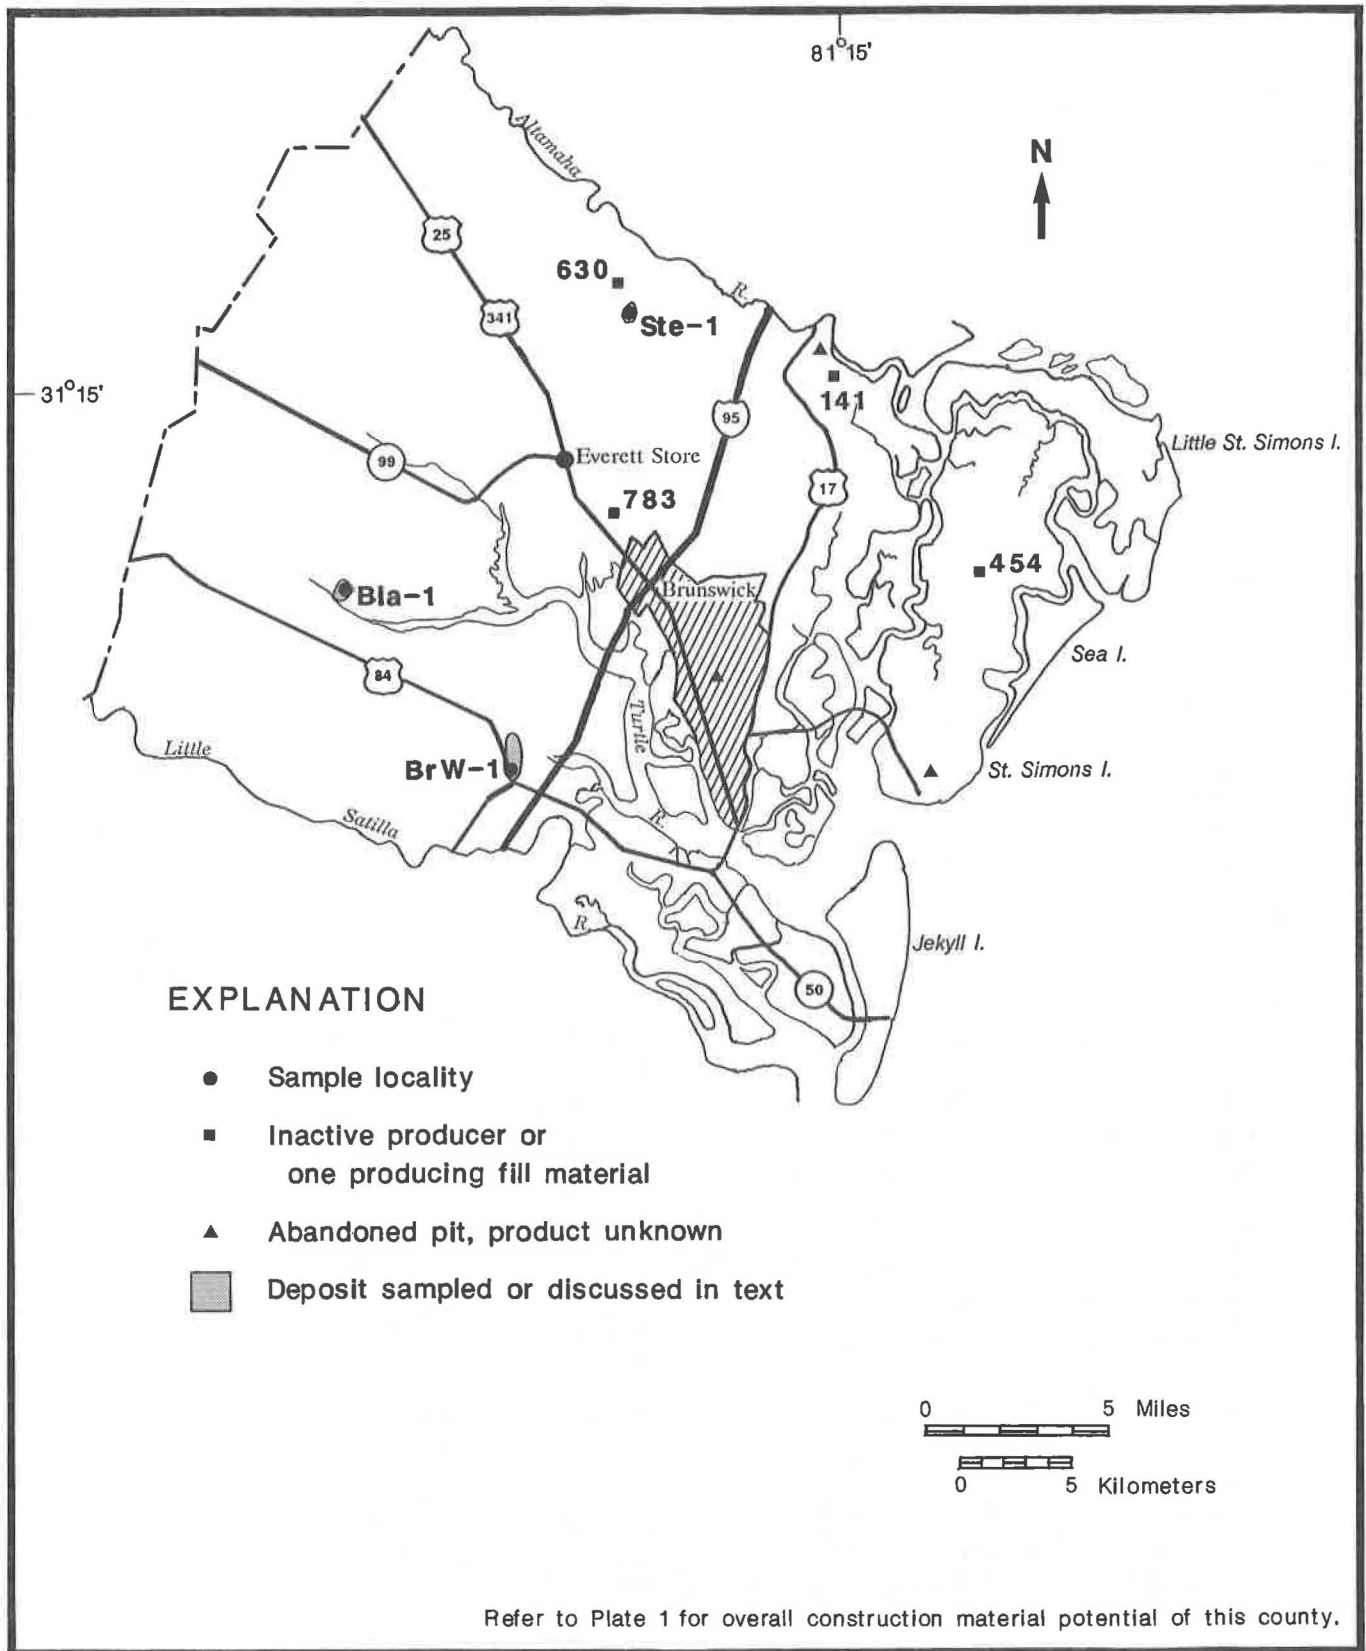 81°15'
N
Altamaha
25
630
R.
341
Ste-1
31°15'
141
95
Little St. Simons I.
99
Everett Store
17
783
454
Bla-1
Brunswick
Sea I.
84
Turtle
Little
BrW-1
St. Simons I.
Satilla
R.
R.
Jekyll I.
50
EXPLANATION
Sample locality
Inactive producer or
one producing fill material
Abandoned pit, product unknown
Deposit sampled or discussed in text
0 5 Miles
0 5 Kilometers
Refer to Plate 1 for overall construction material potential of this county.